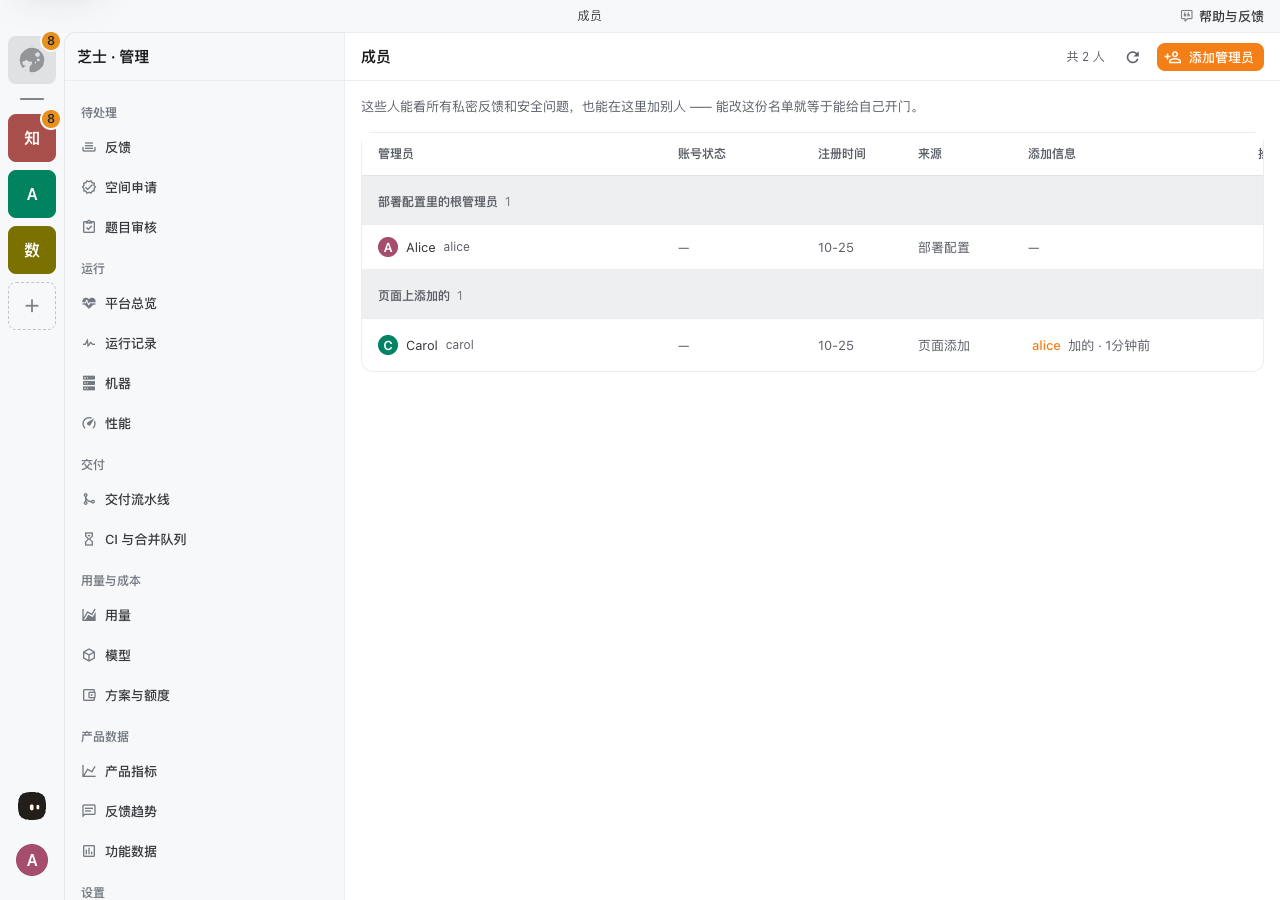 成员
帮助与反馈
8
知
8
A
数
A
芝士 · 管理
待处理
反馈
空间申请
题目审核
运行
平台总览
运行记录
机器
性能
交付
交付流水线
CI 与合并队列
用量与成本
用量
模型
方案与额度
产品数据
产品指标
反馈趋势
功能数据
设置
成员
共 2 人
添加管理员
这些人能看所有私密反馈和安全问题，也能在这里加别人 —— 能改这份名单就等于能给自己开门。
管理员 账号状态 注册时间 来源 添加信息
部署配置里的根管理员 1
A Alice alice — 10-25 部署配置 —
页面上添加的 1
C Carol carol — 10-25 页面添加 alice 加的 · 1分钟前